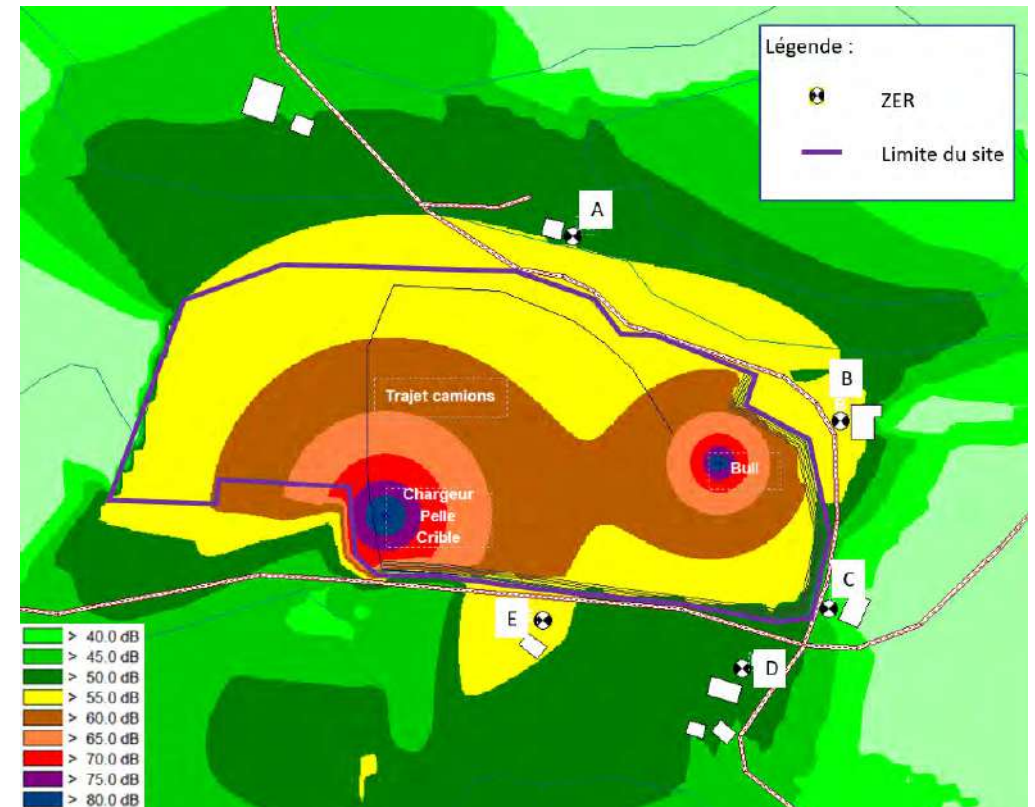 Légende :
ZER
Limite du site
A
B
Trajet camions
Bull
Chargeur
Pelle
Crible
C
E
D
> 40.0 dB
> 45.0 dB
> 50.0 dB
> 55.0 dB
> 60.0 dB
> 65.0 dB
> 70.0 dB
> 75.0 dB
> 80.0 dB